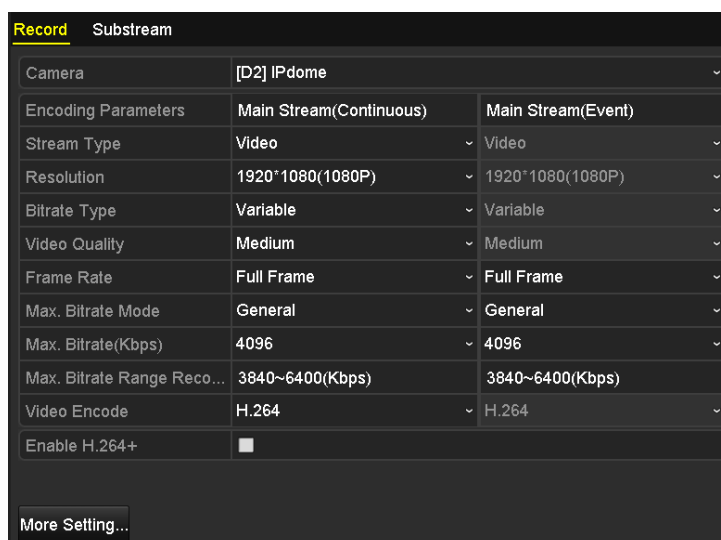 Record Substream
Camera [D2] IPdome
Encoding Parameters Main Stream(Continuous) Main Stream(Event)
Stream Type Video Video
Resolution 1920*1080(1080P) 1920*1080(1080P)
Bitrate Type Variable Variable
Video Quality Medium Medium
Frame Rate Full Frame Full Frame
Max. Bitrate Mode General General
Max. Bitrate(Kbps) 4096 4096
Max. Bitrate Range Reco... 3840~6400(Kbps) 3840~6400(Kbps)
Video Encode H.264 H.264
Enable H.264+
More Setting...